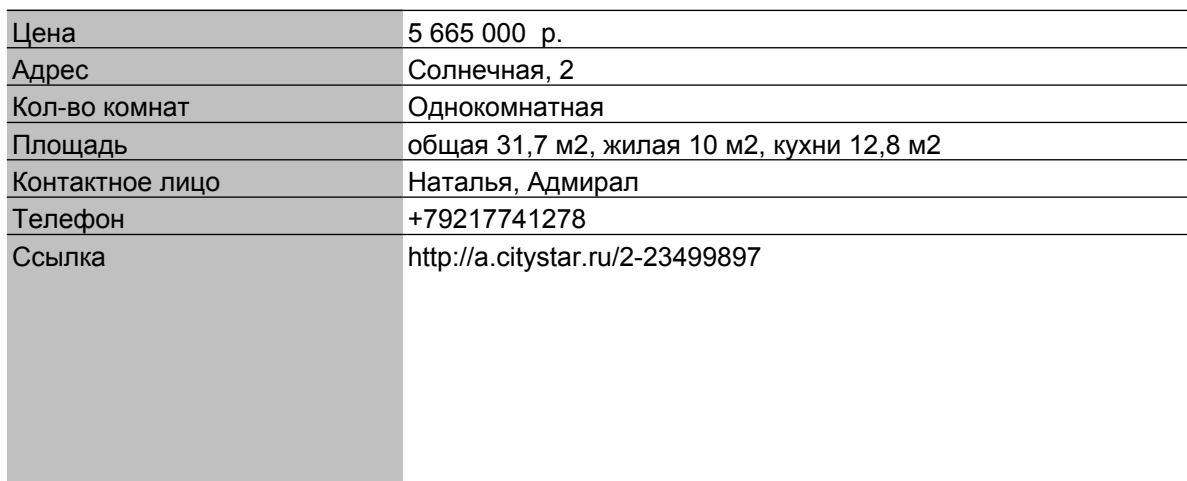 Цена 5 665 000 р.
Адрес Солнечная, 2
Кол-во комнат Однокомнатная
Площадь общая 31,7 м2, жилая 10 м2, кухни 12,8 м2
Контактное лицо Наталья, Адмирал
Телефон +79217741278
Ссылка http://a.citystar.ru/2-23499897